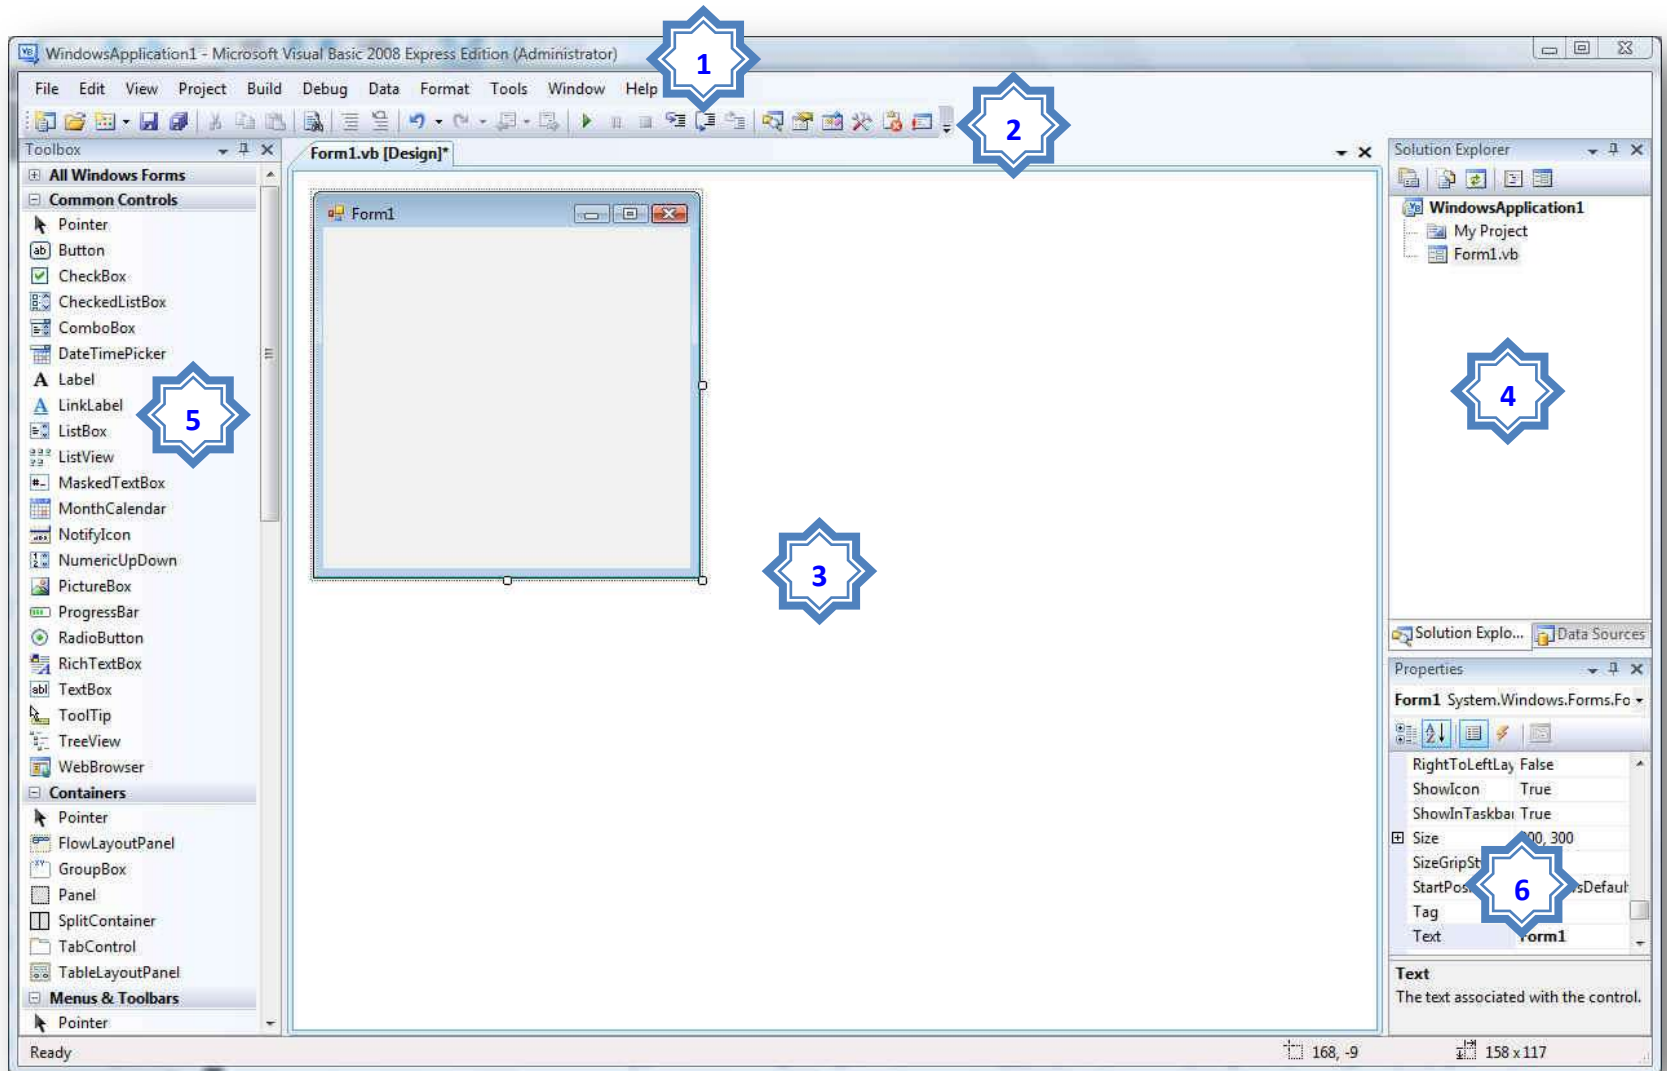 WindowsApplication1 - Microsoft Visual Basic 2008 Express Edition (Administrator)
1
File Edit View Project Build Debug Data Format Tools Window Help
2
Toolbox
All Windows Forms
Common Controls
Pointer
Button
CheckBox
CheckedListBox
ComboBox
DateTimePicker
Label
LinkLabel
ListBox
ListView
MaskedTextBox
MonthCalendar
NotifyIcon
NumericUpDown
PictureBox
ProgressBar
RadioButton
RichTextBox
TextBox
ToolTip
TreeView
WebBrowser
Containers
Pointer
FlowLayoutPanel
GroupBox
Panel
SplitContainer
TabControl
TableLayoutPanel
Menus & Toolbars
Pointer
5
Form1.vb [Design]*
Form1
3
Solution Explorer
WindowsApplication1
My Project
Form1.vb
4
Solution Explo... Data Sources
Properties
Form1 System.Windows.Forms.Fo
RightToLeftLay False
ShowIcon True
ShowInTaskbar True
Size 300, 300
SizeGripSt
StartPos sDefaul
6
Tag
Text Form1
Text
The text associated with the control.
Ready
168, -9
158 x 117